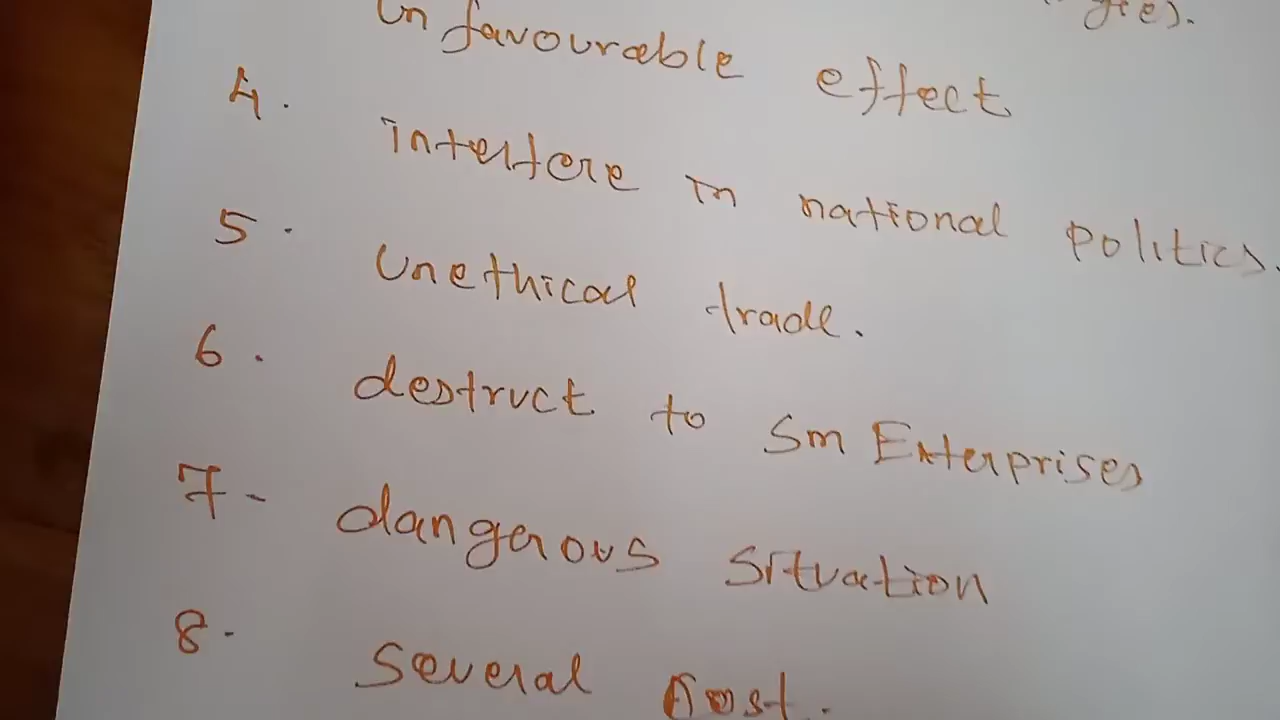 unfavourable effect
4. interfere in national politics.
5. unethical trade.
6. destruct to Sm Enterprises
7- dangerous situation
8. Several